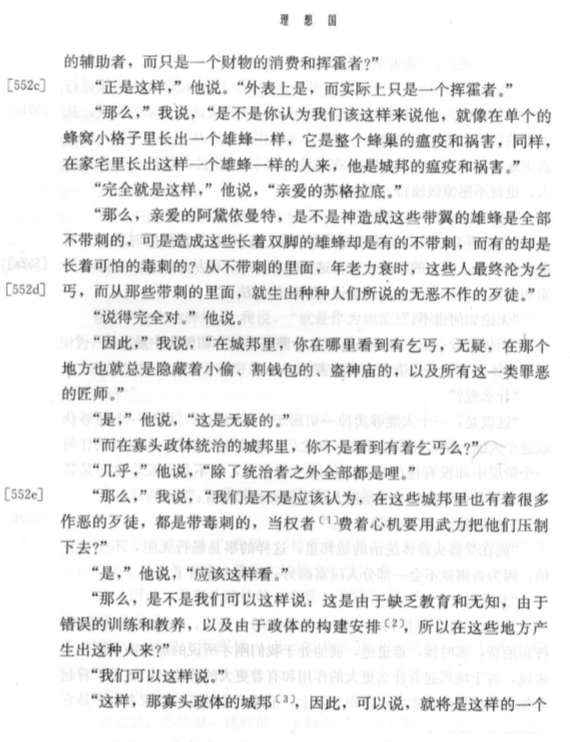 理想国
的辅助者，而只是一个财物的消费和挥霍者？”
[552c] “正是这样，”他说，“外表上是，而实际上只是一个挥霍者。”
“那么，”我说，“是不是你认为我们该这样来说他，就像在单个的
蜂窝小格子里长出一个雄蜂一样，它是整个蜂巢的瘟疫和祸害，同样，
在家宅里长出这样一个雄蜂一样的人来，他是城邦的瘟疫和祸害。”
“完全就是这样，”他说，“亲爱的苏格拉底。”
“那么，亲爱的阿黛依曼特，是不是神造成这些带翼的雄蜂是全部
不带刺的，可是造成这些长着双脚的雄蜂却是有的不带刺，而有的却是
长着可怕的毒刺的？从不带刺的里面，年老力衰时，这些人最终沦为乞
[552d] 丐，而从那些带刺的里面，就生出种种人们所说的无恶不作的歹徒。”
“说得完全对。”他说。
“因此，”我说，“在城邦里，你在哪里看到有乞丐，无疑，在那个
地方也就总是隐藏着小偷、割钱包的、盗神庙的，以及所有这一类罪恶
的匠师。”
“是，”他说，“这是无疑的。”
“而在寡头政体统治的城邦里，你不是看到有着乞丐么？”
“几乎，”他说，“除了统治者之外全部都是哩。”
[552e] “那么，”我说，“我们是不是应该认为，在这些城邦里也有着很多
作恶的歹徒，都是带毒刺的，当权者〔1〕费着心机要用武力把他们压制
下去？”
“是，”他说，“应该这样看。”
“那么，是不是我们可以这样说：这是由于缺乏教育和无知，由于
错误的训练和教养，以及由于政体的构建安排〔2〕，所以在这些地方产
生出这种人来？”
“我们可以这样说。”
“这样，那寡头政体的城邦〔3〕，因此，可以说，就将是这样的一个